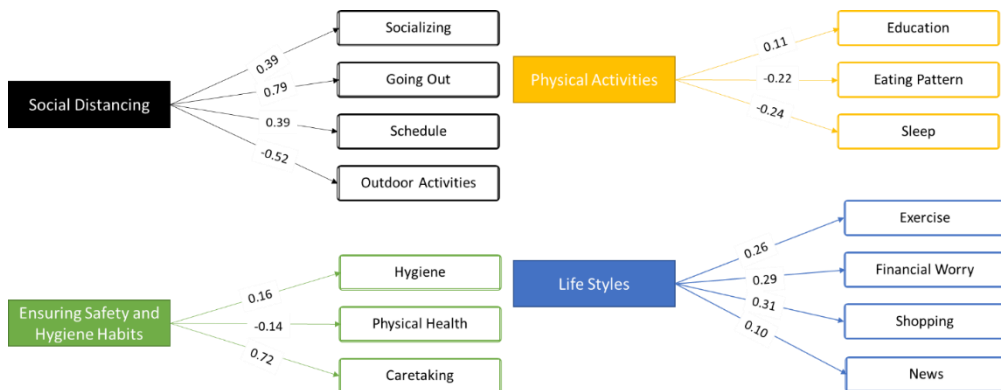 Social Distancing
0.39
0.79
0.39
-0.52
Socializing
Going Out
Schedule
Outdoor Activities
Physical Activities
0.11
-0.22
-0.24
Education
Eating Pattern
Sleep
Ensuring Safety and
Hygiene Habits
0.16
-0.14
0.72
Hygiene
Physical Health
Caretaking
Life Styles
0.26
0.29
0.31
0.10
Exercise
Financial Worry
Shopping
News